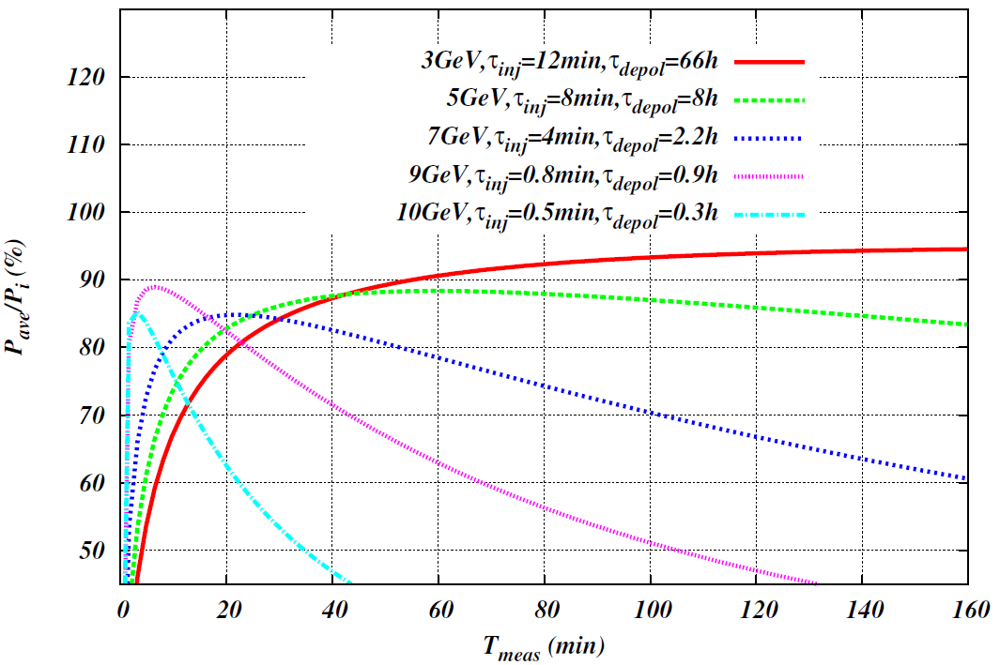 3GeV,τinj=12min,τdepol=66h
5GeV,τinj=8min,τdepol=8h
7GeV,τinj=4min,τdepol=2.2h
9GeV,τinj=0.8min,τdepol=0.9h
10GeV,τinj=0.5min,τdepol=0.3h
120
110
100
90
80
70
60
50
Pave/Pi (%)
0 20 40 60 80 100 120 140 160
Tmeas (min)